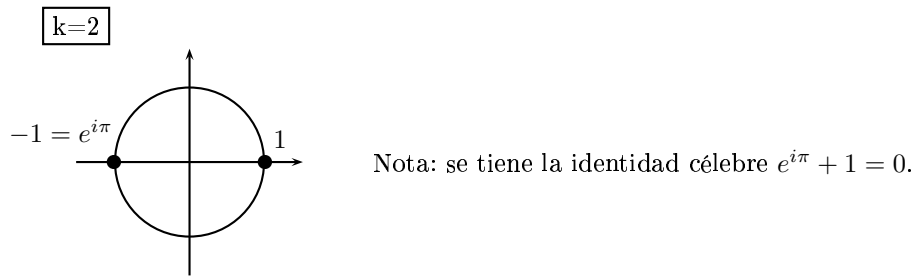 k=2
−1 = e^{iπ}
1
Nota: se tiene la identidad célebre e^{iπ} + 1 = 0.